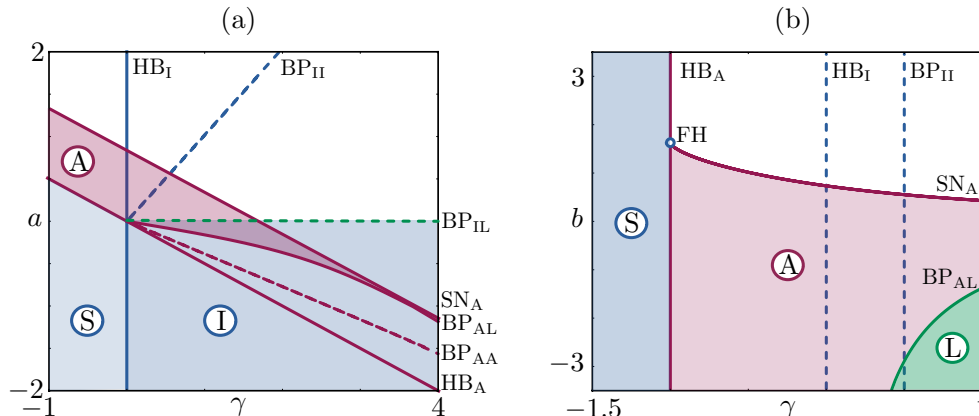 (a)
2
HB_I
BP_II
A
a
BP_IL
S
I
SN_A
BP_AL
BP_AA
HB_A
−2
−1
γ
4
(b)
3
HB_A
HB_I
BP_II
FH
SN_A
S
b
A
BP_AL
L
−3
−1.5
γ